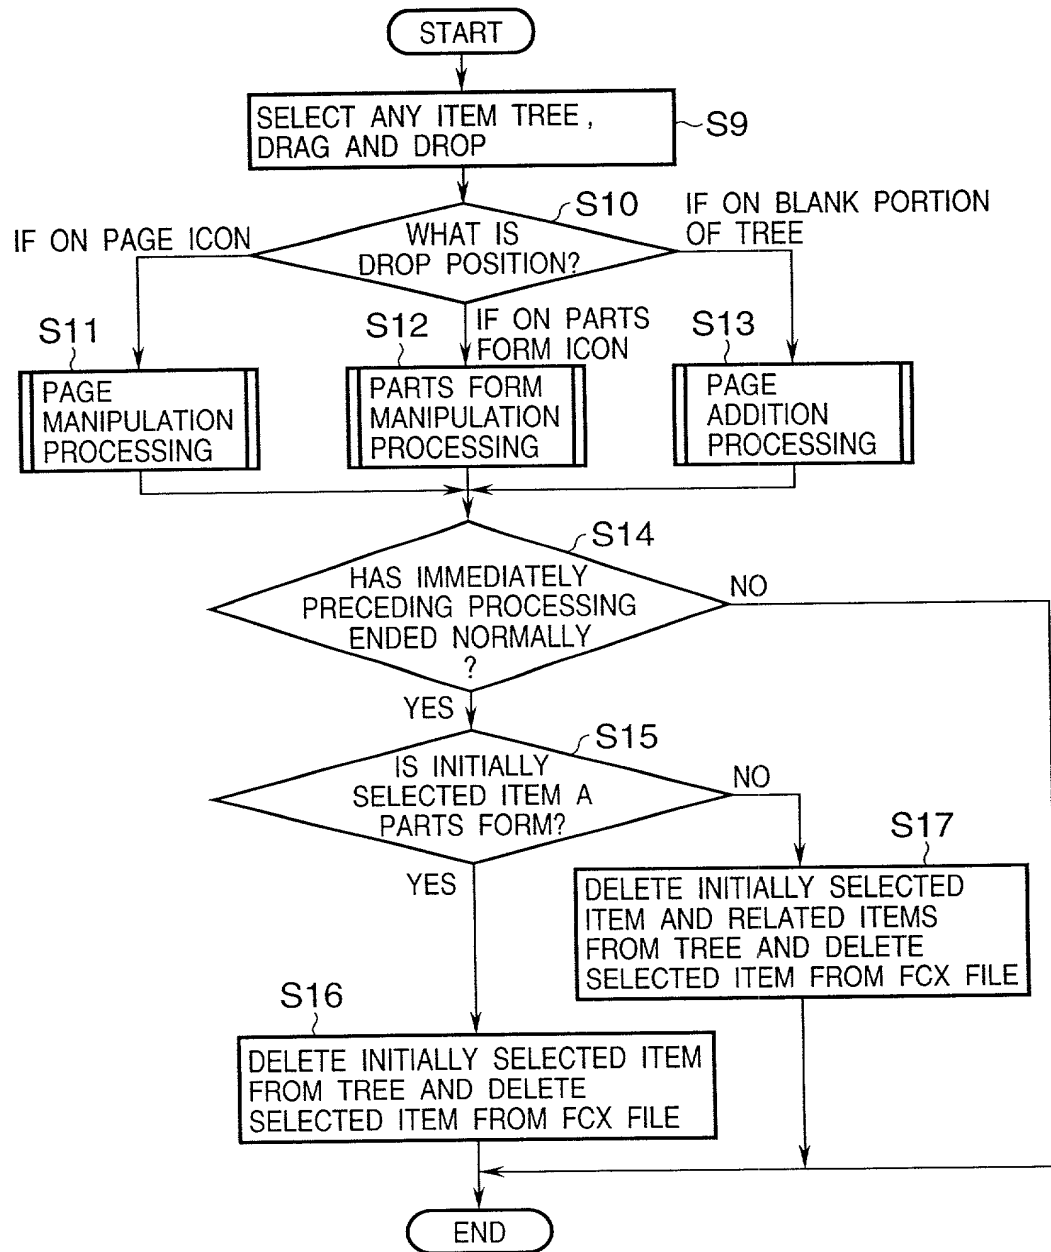 START
SELECT ANY ITEM TREE,
DRAG AND DROP
S9
S10
IF ON PAGE ICON
WHAT IS
DROP POSITION?
IF ON BLANK PORTION
OF TREE
S11
S12
IF ON PARTS
FORM ICON
S13
PAGE
MANIPULATION
PROCESSING
PARTS FORM
MANIPULATION
PROCESSING
PAGE
ADDITION
PROCESSING
S14
HAS IMMEDIATELY
PRECEDING PROCESSING
ENDED NORMALLY
?
NO
YES
S15
IS INITIALLY
SELECTED ITEM A
PARTS FORM?
NO
YES
S17
DELETE INITIALLY SELECTED
ITEM AND RELATED ITEMS
FROM TREE AND DELETE
SELECTED ITEM FROM FCX FILE
S16
DELETE INITIALLY SELECTED ITEM
FROM TREE AND DELETE
SELECTED ITEM FROM FCX FILE
END